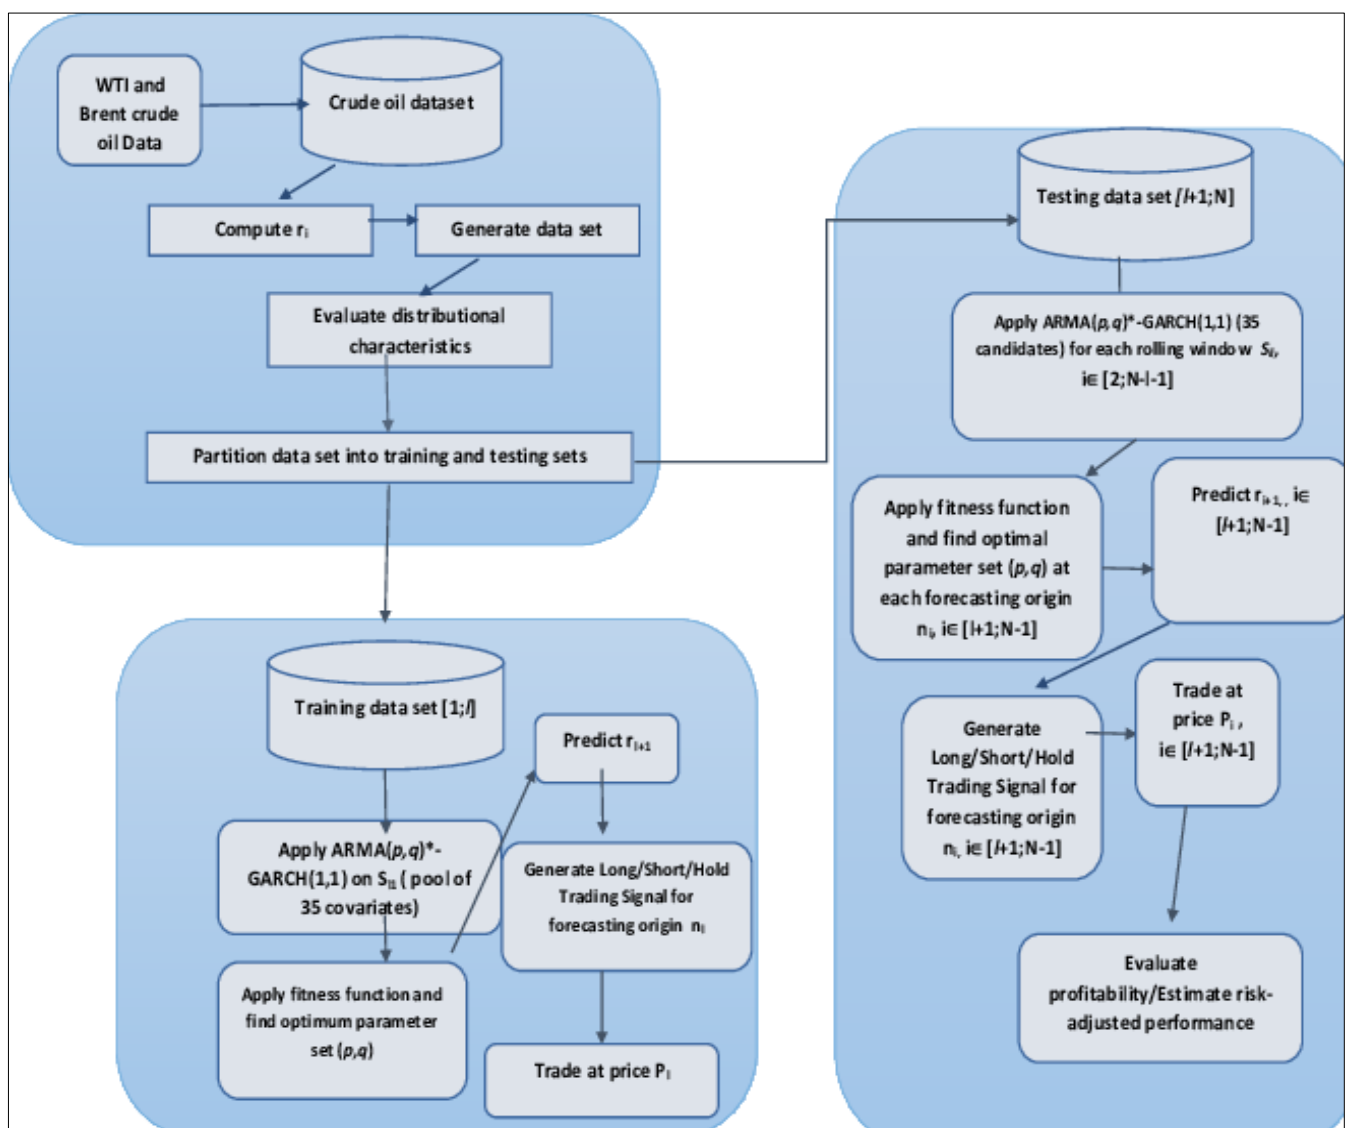 WTI and
Brent crude
oil Data
Crude oil dataset
Compute rᵢ
Generate data set
Evaluate distributional
characteristics
Partition data set into training and testing sets
Training data set [1;l]
Apply ARMA(p,q)*-
GARCH(1,1) on S₁₁ ( pool of
35 covariates)
Apply fitness function and
find optimum parameter
set (p,q)
Predict rₗ₊₁
Generate Long/Short/Hold
Trading Signal for
forecasting origin nₗ
Trade at price Pₗ
Testing data set [l+1;N]
Apply ARMA(p,q)*-GARCH(1,1) (35
candidates) for each rolling window
i∈ [2;N-l-1]
Apply fitness function
and find optimal
parameter set (p,q) at
each forecasting origin
nᵢ, i∈ [l+1;N-1]
Predict rᵢ₊₁, , i∈
[l+1;N-1]
Generate
Long/Short/Hold
Trading Signal for
forecasting origin
nᵢ, i∈ [l+1;N-1]
Trade at
price Pᵢ ,
i∈ [l+1;N-1]
Evaluate
profitability/Estimate risk-
adjusted performance